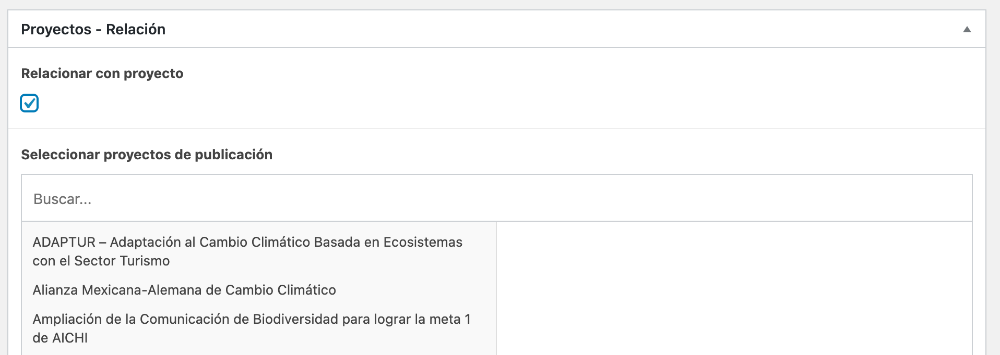 Proyectos - Relación
Relacionar con proyecto
Seleccionar proyectos de publicación
Buscar...
ADAPTUR – Adaptación al Cambio Climático Basada en Ecosistemas
con el Sector Turismo
Alianza Mexicana-Alemana de Cambio Climático
Ampliación de la Comunicación de Biodiversidad para lograr la meta 1
de AICHI